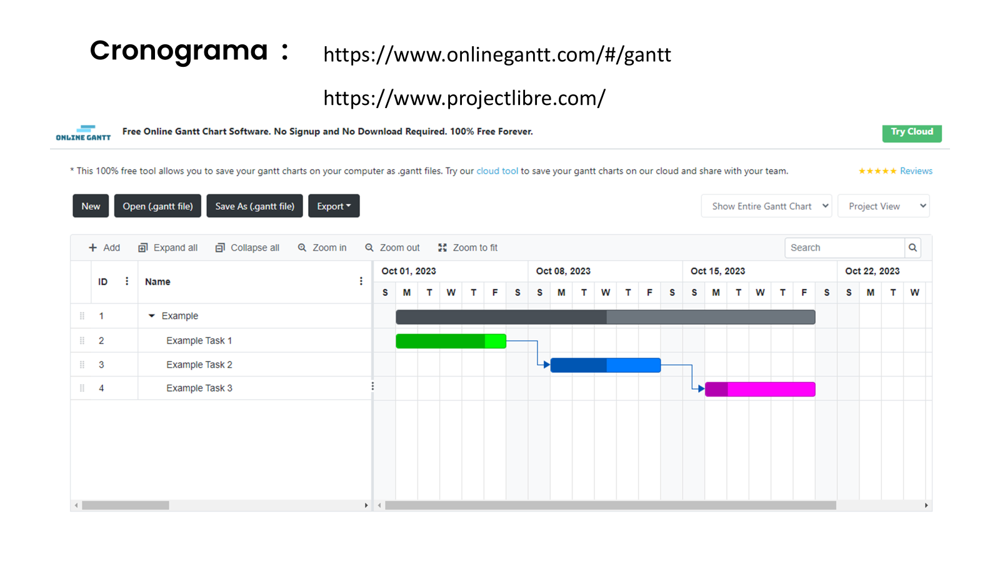 Cronograma :
https://www.onlinegantt.com/#/gantt
https://www.projectlibre.com/
ONLINE GANTT
Free Online Gantt Chart Software. No Signup and No Download Required. 100% Free Forever.
Try Cloud
* This 100% free tool allows you to save your gantt charts on your computer as .gantt files. Try our cloud tool to save your gantt charts on our cloud and share with your team.
Reviews
New
Open (.gantt file)
Save As (.gantt file)
Export
Show Entire Gantt Chart
Project View
+ Add
Expand all
Collapse all
Zoom in
Zoom out
Zoom to fit
Search
ID
Name
Oct 01, 2023
Oct 08, 2023
Oct 15, 2023
Oct 22, 2023
S M T W T F S S M T W T F S S M T W T F S S M T W
1 Example
2 Example Task 1
3 Example Task 2
4 Example Task 3